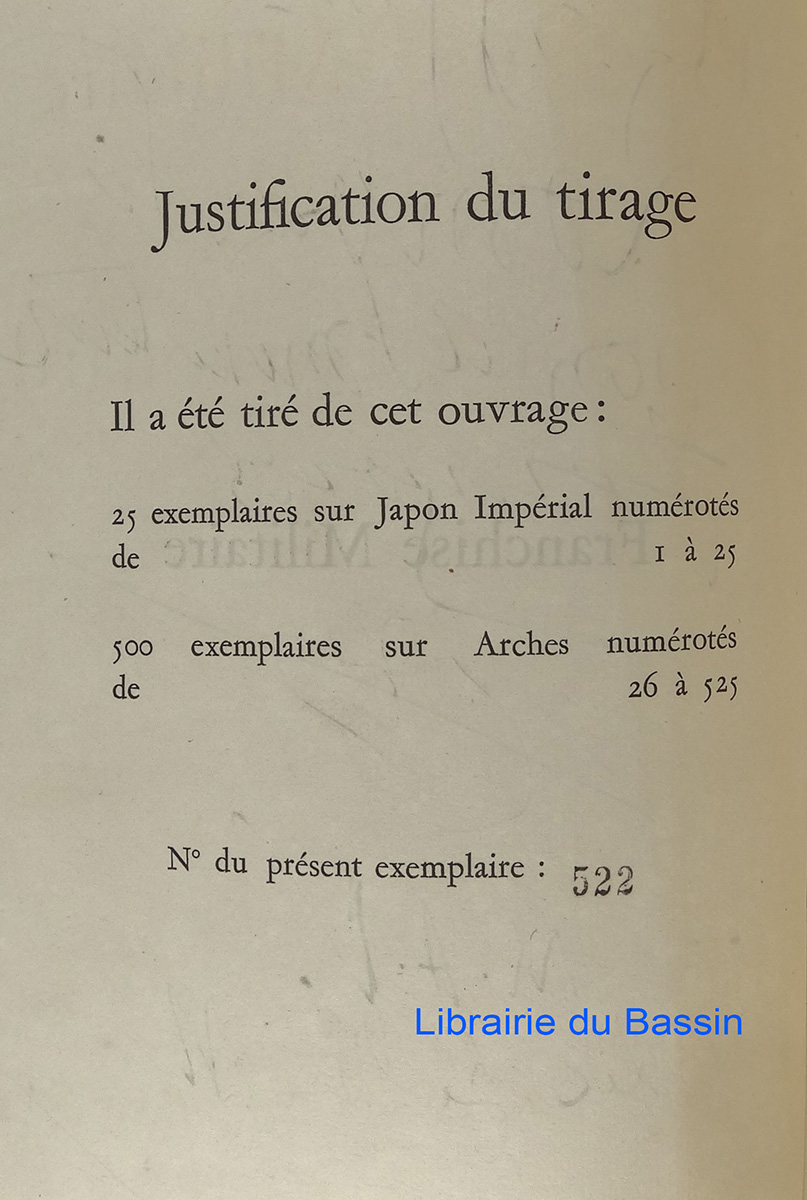 Justification du tirage
Il a été tiré de cet ouvrage :
25 exemplaires sur Japon Impérial numérotés
de 1 à 25
500 exemplaires sur Arches numérotés
de 26 à 525
N° du présent exemplaire : 522
Librairie du Bassin